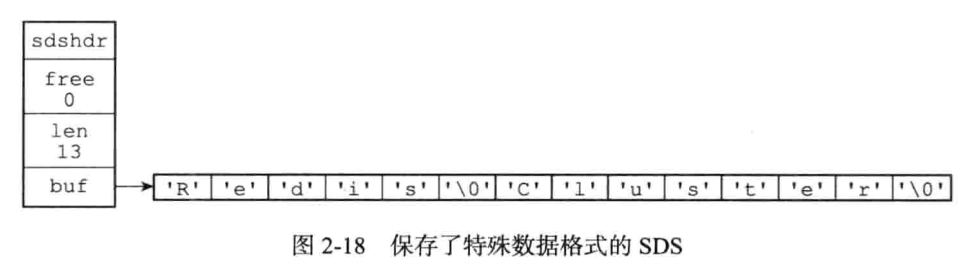 sdshdr
free
0
len
13
buf
'R' 'e' 'd' 'i' 's' '\0' 'C' 'l' 'u' 's' 't' 'e' 'r' '\0'
图 2-18 保存了特殊数据格式的 SDS